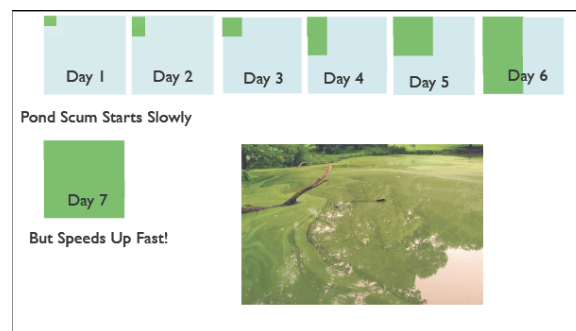 Day 1
Day 2
Day 3
Day 4
Day 5
Day 6
Pond Scum Starts Slowly
Day 7
But Speeds Up Fast!